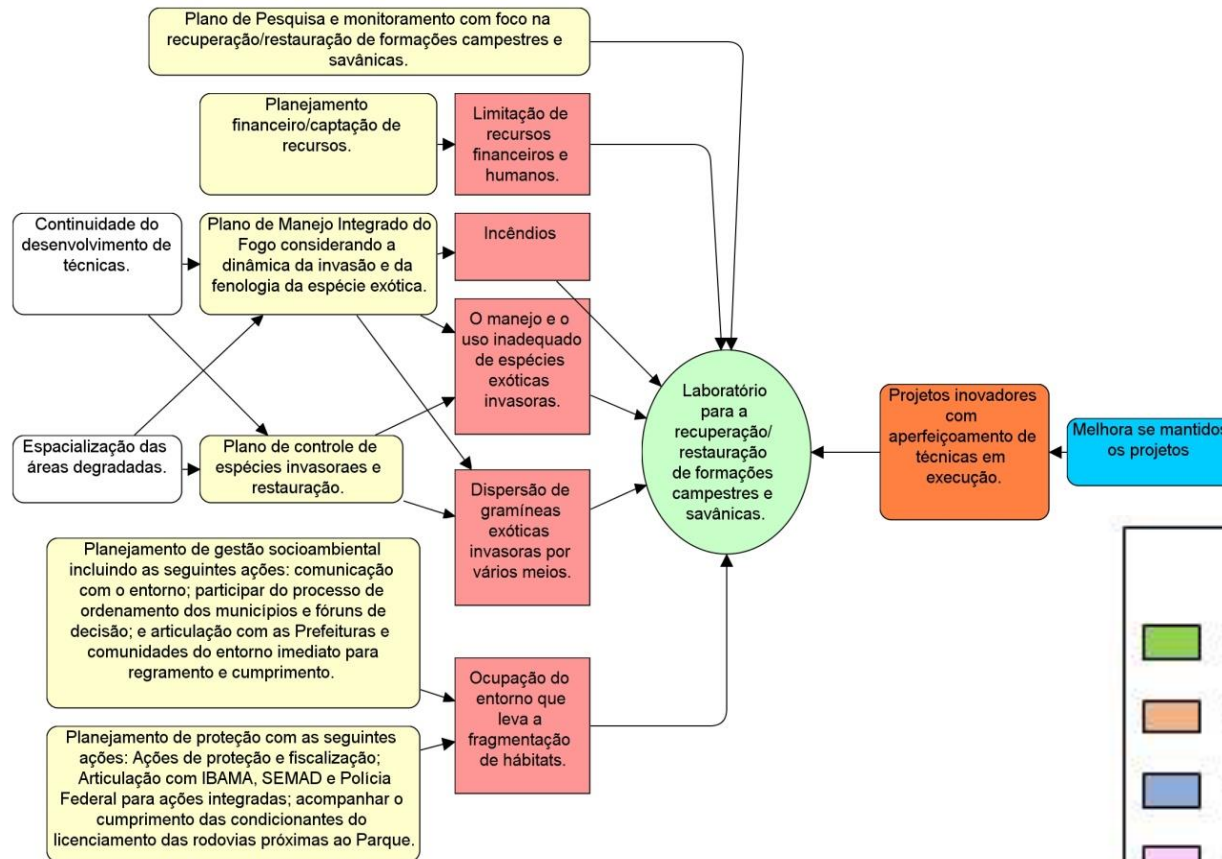 Plano de Pesquisa e monitoramento com foco na
recuperação/restauração de formações campestres e
savânicas.
Planejamento
financeiro/captação de
recursos.
Limitação de
recursos
financeiros e
humanos.
Continuidade do
desenvolvimento de
técnicas.
Plano de Manejo Integrado do
Fogo considerando a
dinâmica da invasão e da
fenologia da espécie exótica.
Incêndios
O manejo e o
uso inadequado
de espécies
exóticas
invasoras.
Espacialização das
áreas degradadas.
Plano de controle de
espécies invasoraes e
restauração.
Dispersão de
gramíneas
exóticas
invasoras por
vários meios.
Planejamento de gestão socioambiental
incluindo as seguintes ações: comunicação
com o entorno; participar do processo de
ordenamento dos municípios e fóruns de
decisão; e articulação com as Prefeituras e
comunidades do entorno imediato para
regramento e cumprimento.
Planejamento de proteção com as seguintes
ações: Ações de proteção e fiscalização;
Articulação com IBAMA, SEMAD e Polícia
Federal para ações integradas; acompanhar o
cumprimento das condicionantes do
licenciamento das rodovias próximas ao Parque.
Ocupação do
entorno que
leva a
fragmentação
de hábitats.
Laboratório
para a
recuperação/
restauração
de formações
campestres e
savânicas.
Projetos inovadores
com
aperfeiçoamento de
técnicas em
execução.
Melhora se mantidos
os projetos